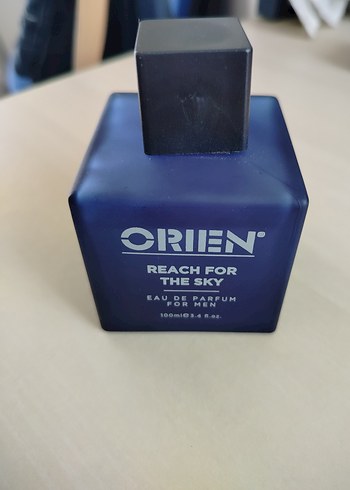 ORIEN
REACH FOR
THE SKY
EAU DE PARFUM
FOR MEN
100ml℮3.4 fl.oz.